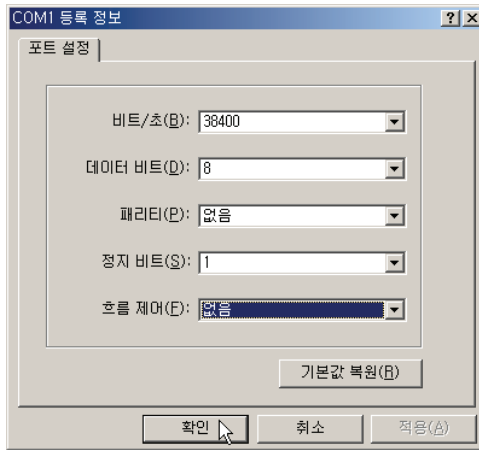 COM1 등록 정보
포트 설정
비트/초(B): 38400
데이터 비트(D): 8
패리티(P): 없음
정지 비트(S): 1
흐름 제어(F): 없음
기본값 복원(R)
확인 취소 적용(A)